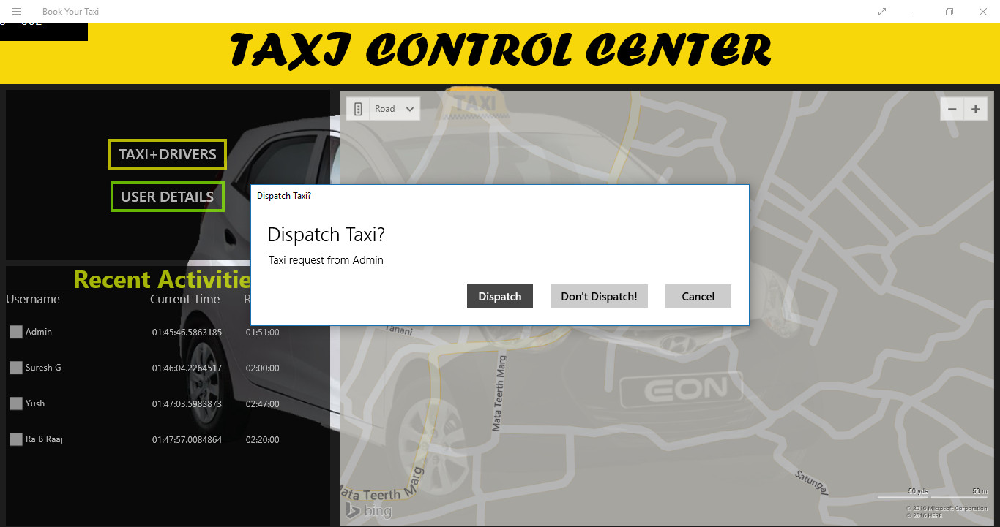 Book Your Taxi
TAXI CONTROL CENTER
TAXI
Road
TAXI+DRIVERS
USER DETAILS
Dispatch Taxi?
Dispatch Taxi?
Taxi request from Admin
Dispatch Don't Dispatch! Cancel
Recent Activitie
Username Current Time R
Admin 01:45:46.5863185 01:51:00
Suresh G 01:46:04.2264517 02:00:00
Yush 01:47:03.5983873 02:47:00
Ra B Raaj 01:47:57.0084864 02:20:00
Tanani
Mata Teerth Marg
EON
Mata Teerth Marg
Satungal
bing
50 m
© 2016 Microsoft Corporation
© 2016 HERE